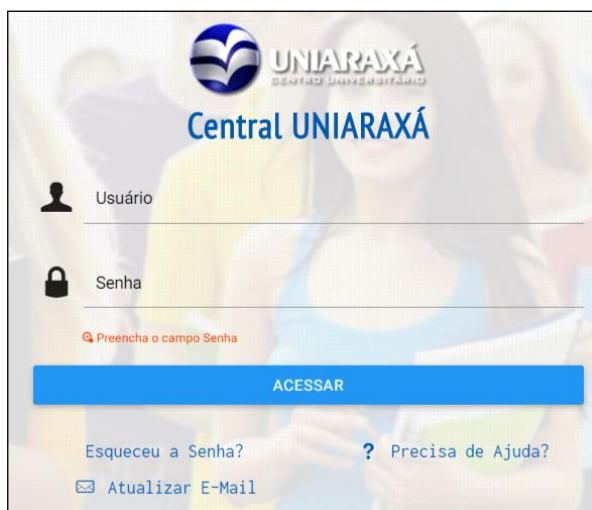 UNIARAXÁ
CENTRO UNIVERSITÁRIO
Central UNIARAXÁ
Usuário
Senha
Preencha o campo Senha
ACESSAR
Esqueceu a Senha? ? Precisa de Ajuda?
Atualizar E-Mail